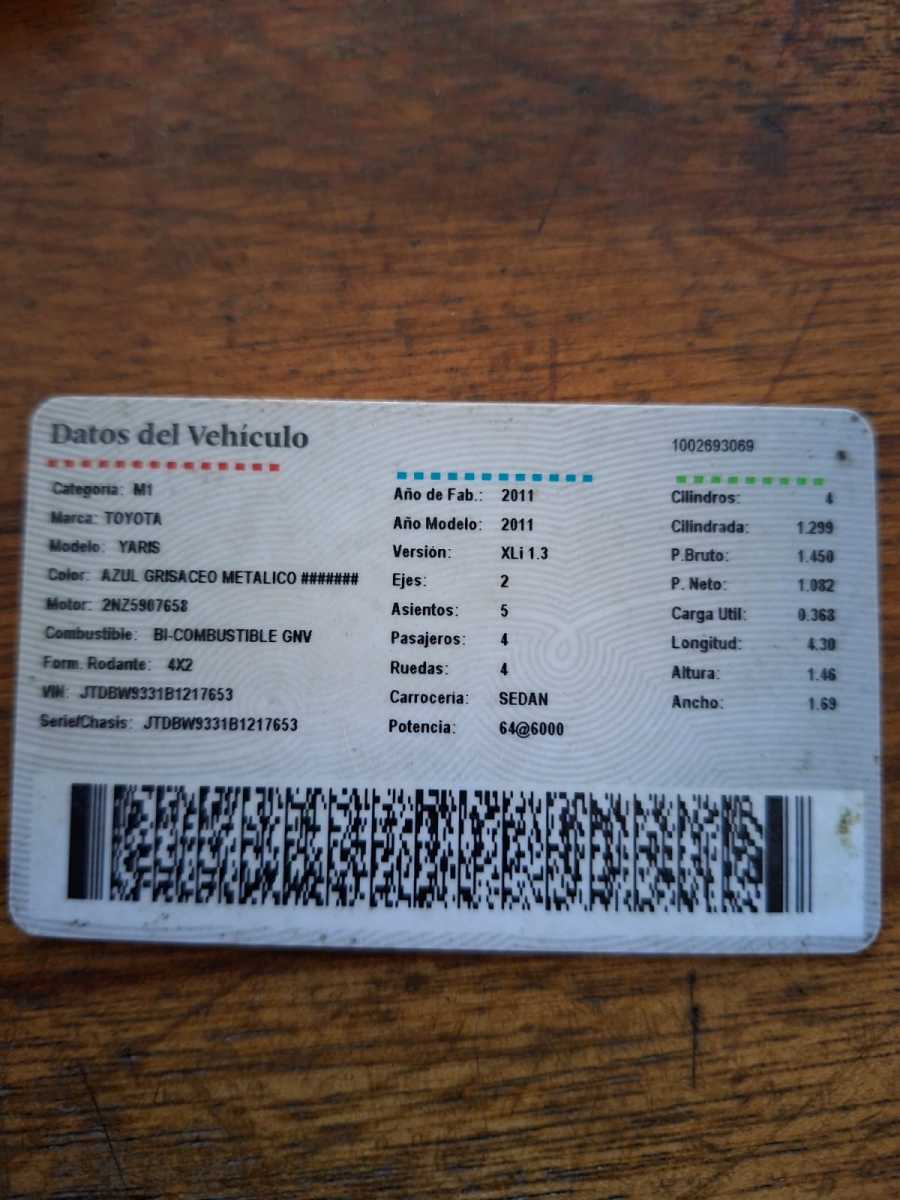 Datos del Vehículo
1002693069
Categoria: M1
Marca: TOYOTA
Modelo: YARIS
Color: AZUL GRISACEO METALICO #######
Motor: 2NZ5907658
Combustible: BI-COMBUSTIBLE GNV
Form. Rodante: 4X2
VIN: JTDBW9331B1217653
Serie/Chasis: JTDBW9331B1217653
Año de Fab.: 2011
Año Modelo: 2011
Versión: XLi 1.3
Ejes: 2
Asientos: 5
Pasajeros: 4
Ruedas: 4
Carroceria: SEDAN
Potencia: 64@6000
Cilindros: 4
Cilindrada: 1.299
P.Bruto: 1.450
P. Neto: 1.082
Carga Util: 0.368
Longitud: 4.30
Altura: 1.46
Ancho: 1.69